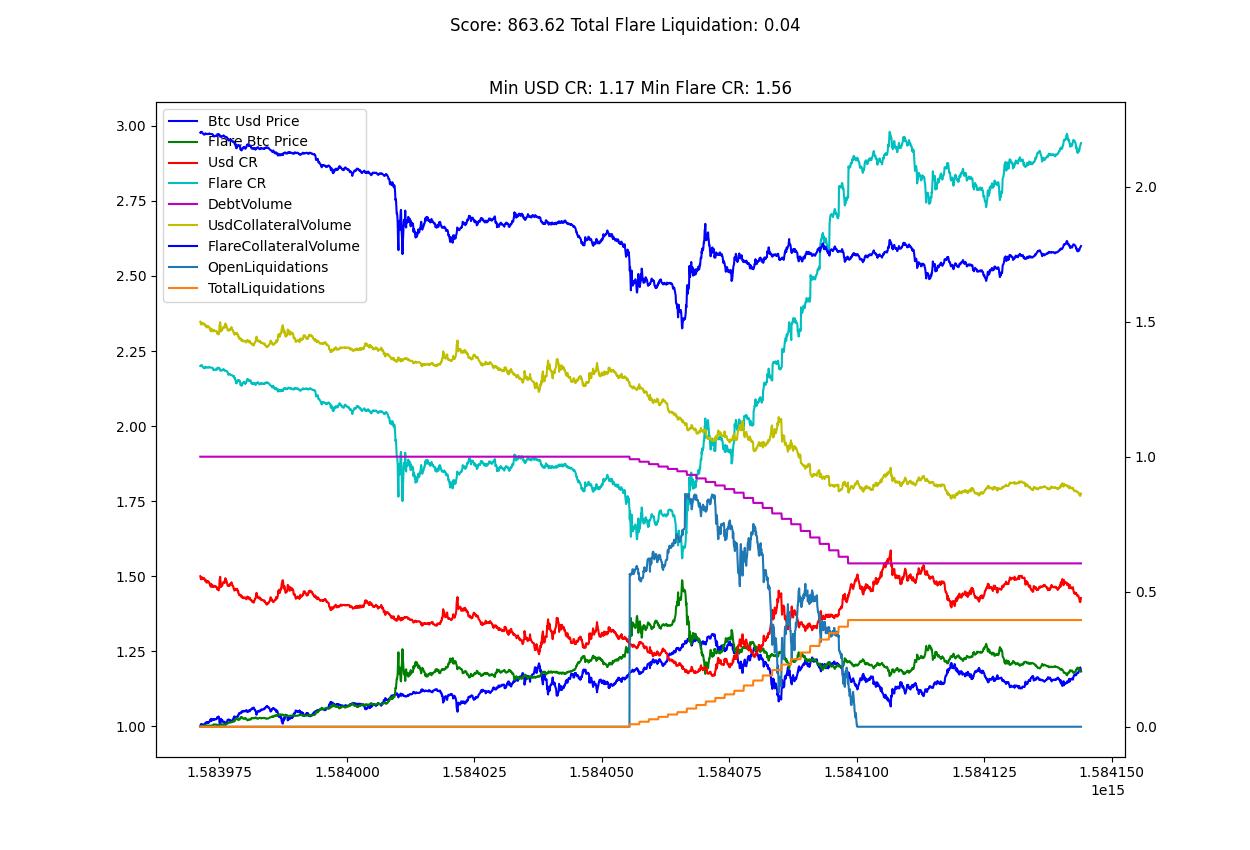 Score: 863.62 Total Flare Liquidation: 0.04
Min USD CR: 1.17 Min Flare CR: 1.56
Btc Usd Price
Flare Btc Price
Usd CR
Flare CR
DebtVolume
UsdCollateralVolume
FlareCollateralVolume
OpenLiquidations
TotalLiquidations
3.00
2.75
2.50
2.25
2.00
1.75
1.50
1.25
1.00
2.0
1.5
1.0
0.5
0.0
1.583975 1.584000 1.584025 1.584050 1.584075 1.584100 1.584125 1.584150
1e15